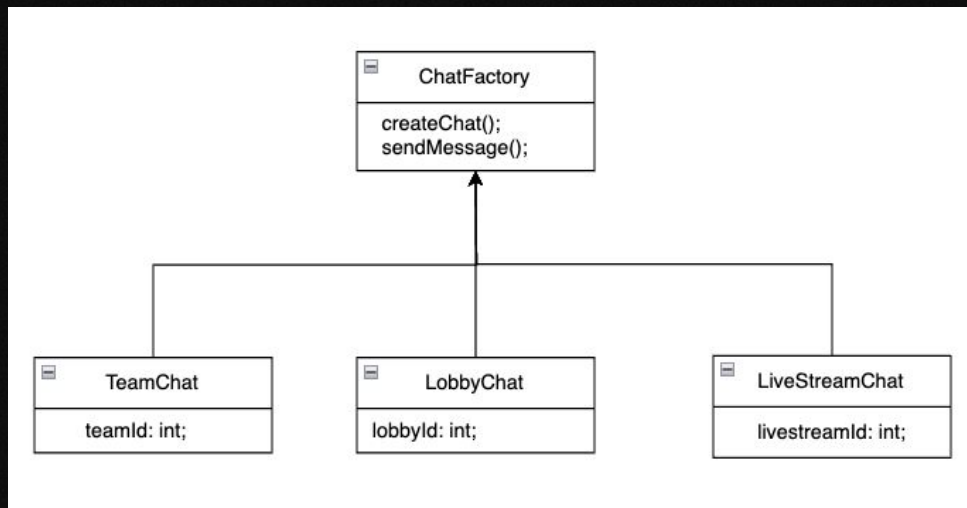 ChatFactory
createChat();
sendMessage();
TeamChat
teamId: int;
LobbyChat
lobbyId: int;
LiveStreamChat
livestreamId: int;